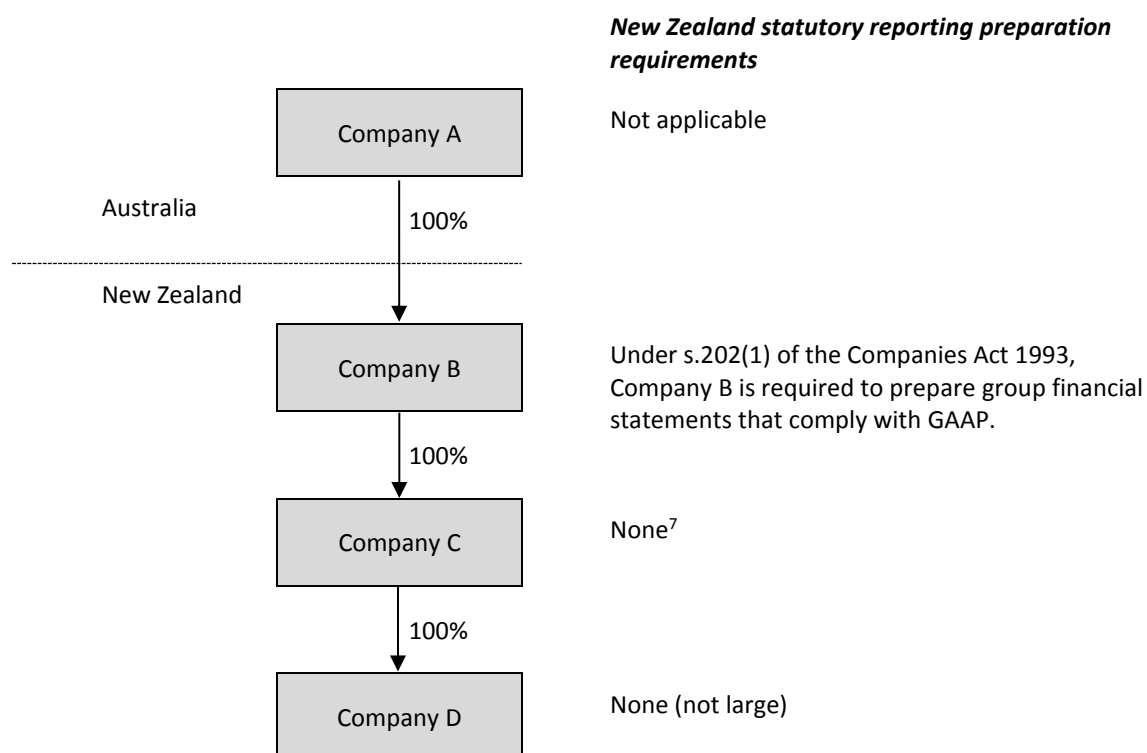 New Zealand statutory reporting preparation
requirements
Company A
Not applicable
Australia
100%
New Zealand
Company B
Under s.202(1) of the Companies Act 1993,
Company B is required to prepare group financial
statements that comply with GAAP.
100%
Company C
None⁷
100%
Company D
None (not large)